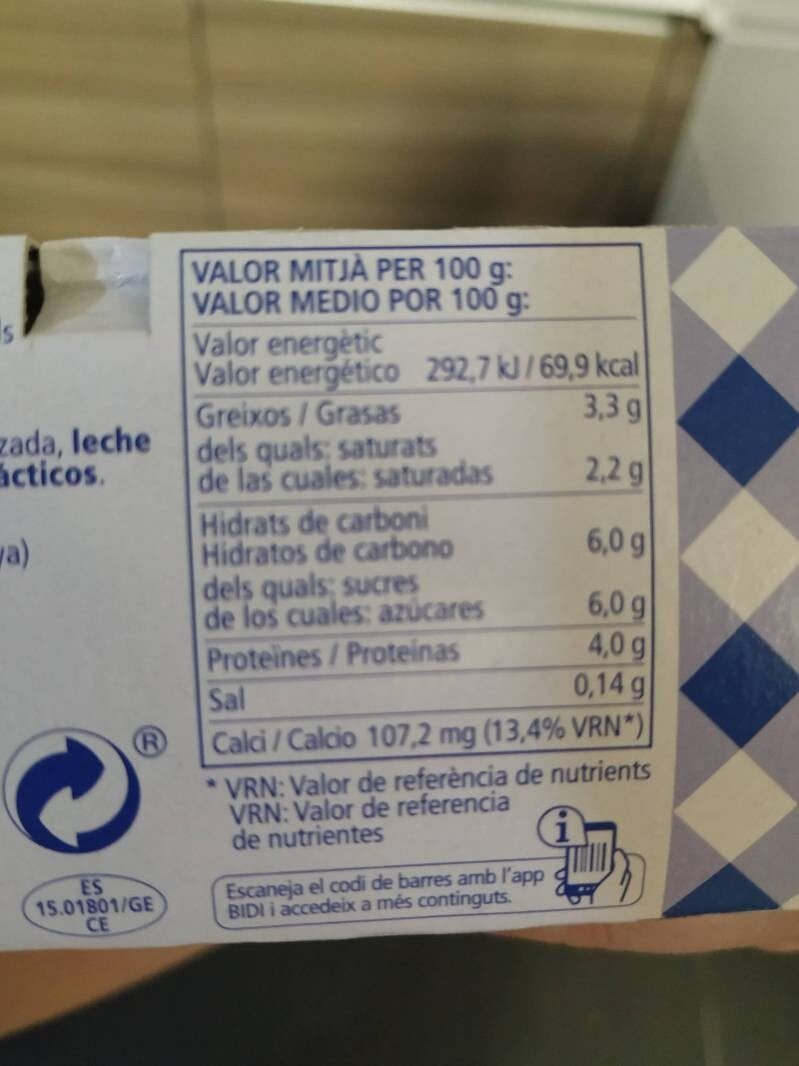 VALOR MITJÀ PER 100 g:
VALOR MEDIO POR 100 g:
Valor energètic
Valor energético 292,7 kJ / 69,9 kcal
Greixos / Grasas 3,3 g
dels quals: saturats
de las cuales: saturadas 2,2 g
Hidrats de carboni
Hidratos de carbono 6,0 g
dels quals: sucres
de los cuales: azúcares 6,0 g
Proteïnes / Proteínas 4,0 g
Sal 0,14 g
Calci / Calcio 107,2 mg (13,4% VRN*)
* VRN: Valor de referència de nutrients
VRN: Valor de referencia
de nutrientes
i
Escaneja el codi de barres amb l'app
BIDI i accedeix a més continguts.
ls
zada, leche
ácticos.
ya)
®
ES
15.01801/GE
CE